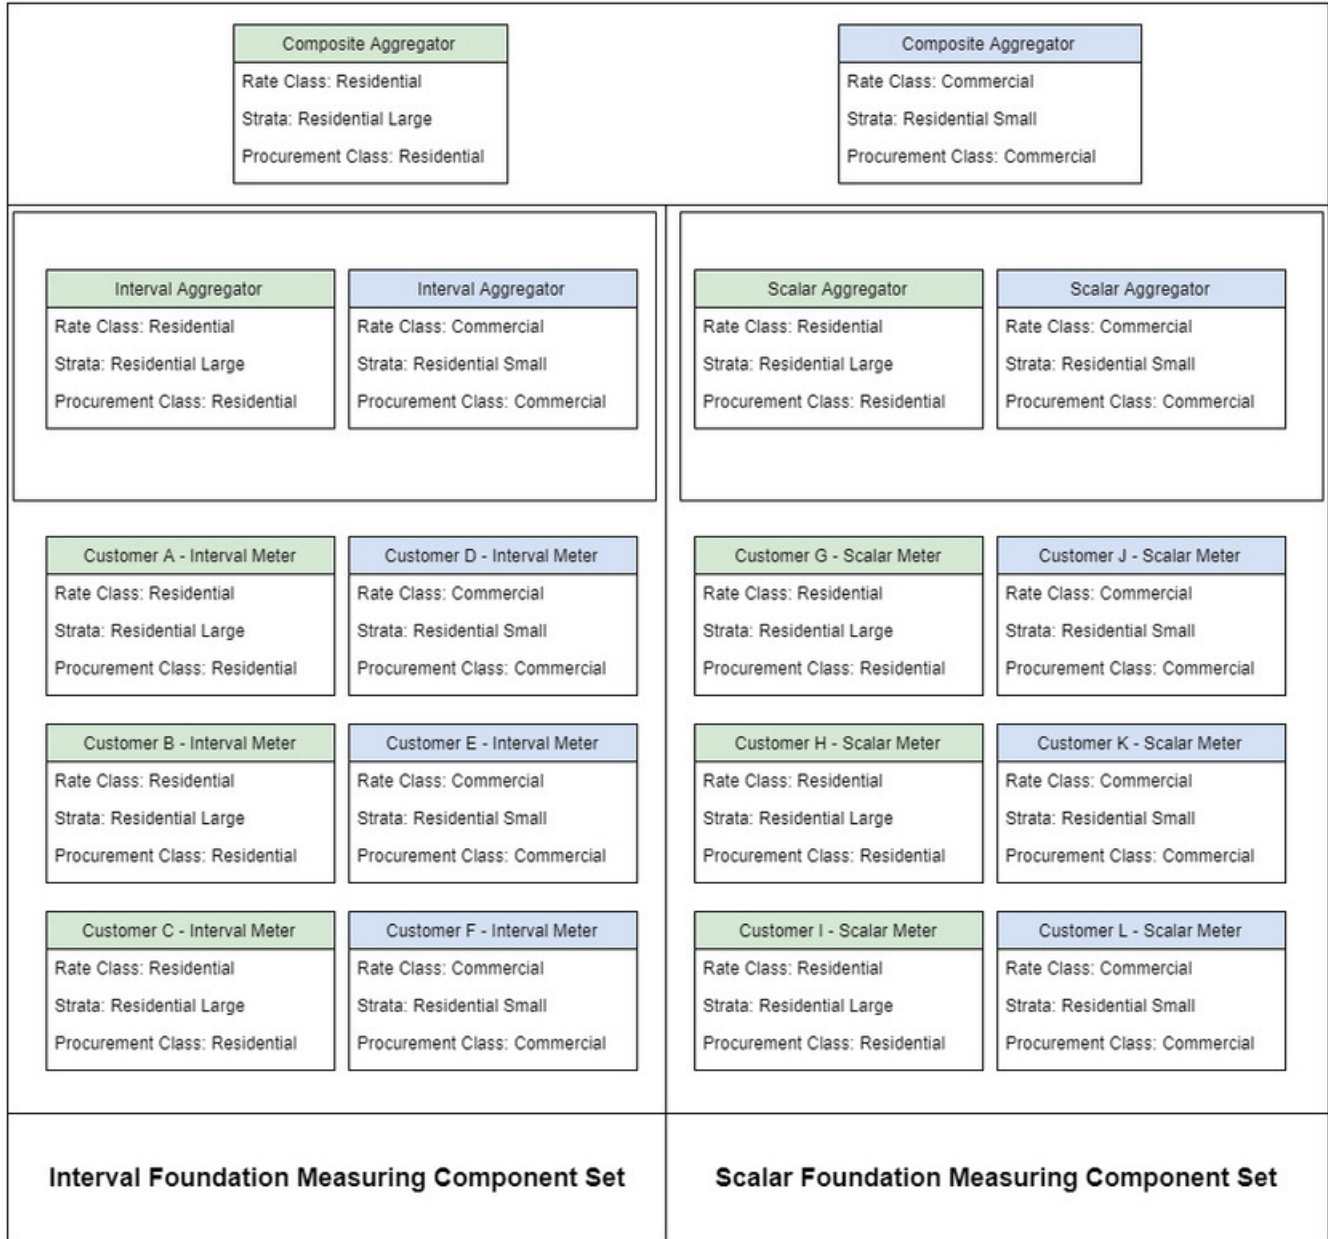 Composite Aggregator
Rate Class: Residential
Strata: Residential Large
Procurement Class: Residential
Composite Aggregator
Rate Class: Commercial
Strata: Residential Small
Procurement Class: Commercial
Interval Aggregator
Rate Class: Residential
Strata: Residential Large
Procurement Class: Residential
Interval Aggregator
Rate Class: Commercial
Strata: Residential Small
Procurement Class: Commercial
Scalar Aggregator
Rate Class: Residential
Strata: Residential Large
Procurement Class: Residential
Scalar Aggregator
Rate Class: Commercial
Strata: Residential Small
Procurement Class: Commercial
Customer A - Interval Meter
Rate Class: Residential
Strata: Residential Large
Procurement Class: Residential
Customer D - Interval Meter
Rate Class: Commercial
Strata: Residential Small
Procurement Class: Commercial
Customer G - Scalar Meter
Rate Class: Residential
Strata: Residential Large
Procurement Class: Residential
Customer J - Scalar Meter
Rate Class: Commercial
Strata: Residential Small
Procurement Class: Commercial
Customer B - Interval Meter
Rate Class: Residential
Strata: Residential Large
Procurement Class: Residential
Customer E - Interval Meter
Rate Class: Commercial
Strata: Residential Small
Procurement Class: Commercial
Customer H - Scalar Meter
Rate Class: Residential
Strata: Residential Large
Procurement Class: Residential
Customer K - Scalar Meter
Rate Class: Commercial
Strata: Residential Small
Procurement Class: Commercial
Customer C - Interval Meter
Rate Class: Residential
Strata: Residential Large
Procurement Class: Residential
Customer F - Interval Meter
Rate Class: Commercial
Strata: Residential Small
Procurement Class: Commercial
Customer I - Scalar Meter
Rate Class: Residential
Strata: Residential Large
Procurement Class: Residential
Customer L - Scalar Meter
Rate Class: Commercial
Strata: Residential Small
Procurement Class: Commercial
Interval Foundation Measuring Component Set
Scalar Foundation Measuring Component Set